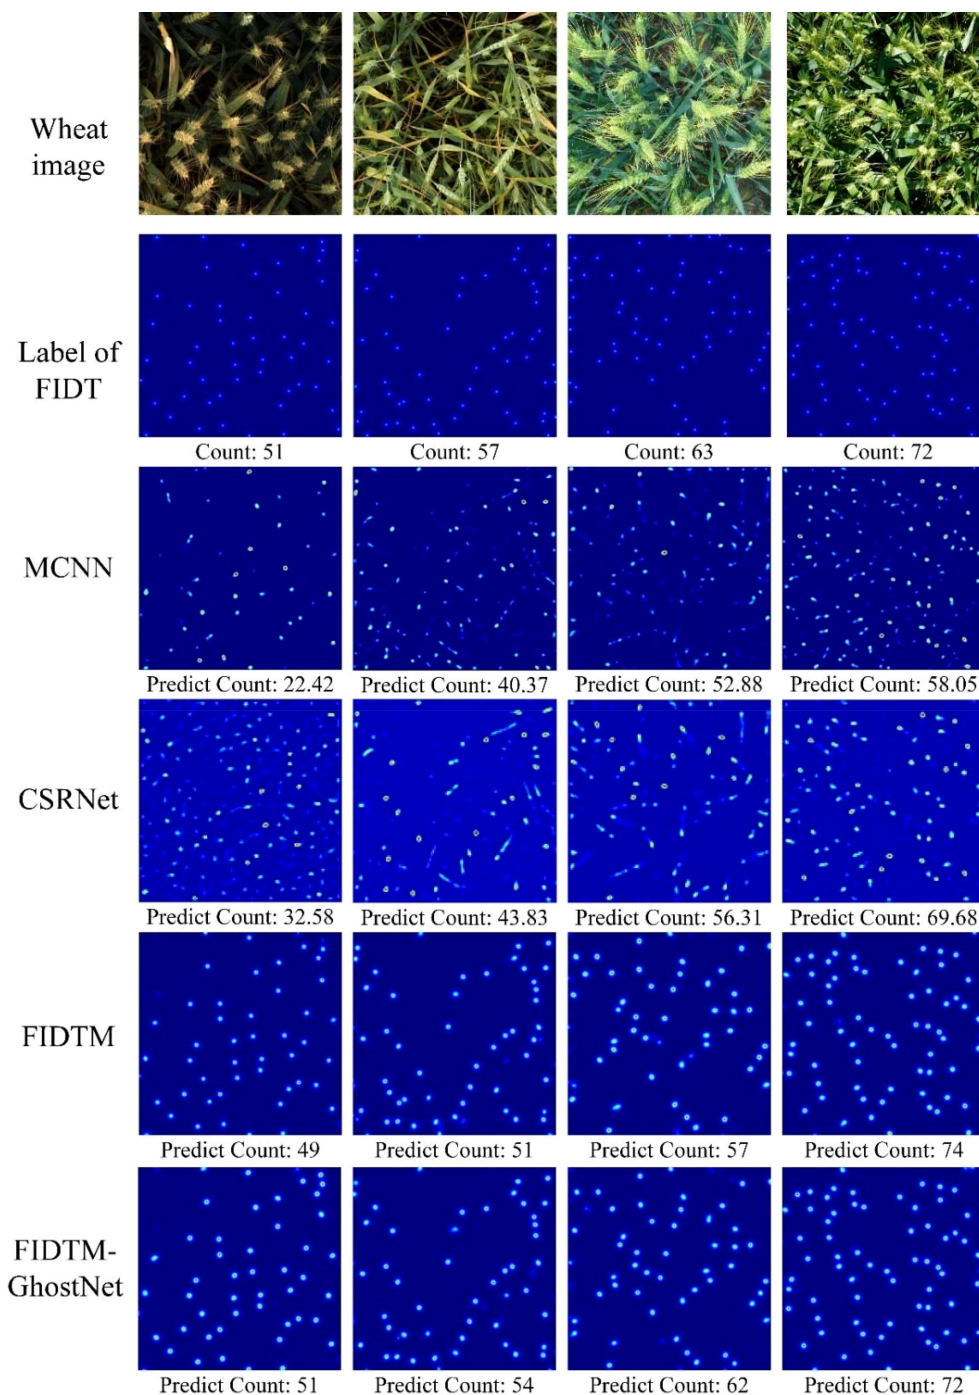 Wheat
image
Label of
FIDT
Count: 51
Count: 57
Count: 63
Count: 72
MCNN
Predict Count: 22.42
Predict Count: 40.37
Predict Count: 52.88
Predict Count: 58.05
CSRNet
Predict Count: 32.58
Predict Count: 43.83
Predict Count: 56.31
Predict Count: 69.68
FIDTM
Predict Count: 49
Predict Count: 51
Predict Count: 57
Predict Count: 74
FIDTM-
GhostNet
Predict Count: 51
Predict Count: 54
Predict Count: 62
Predict Count: 72